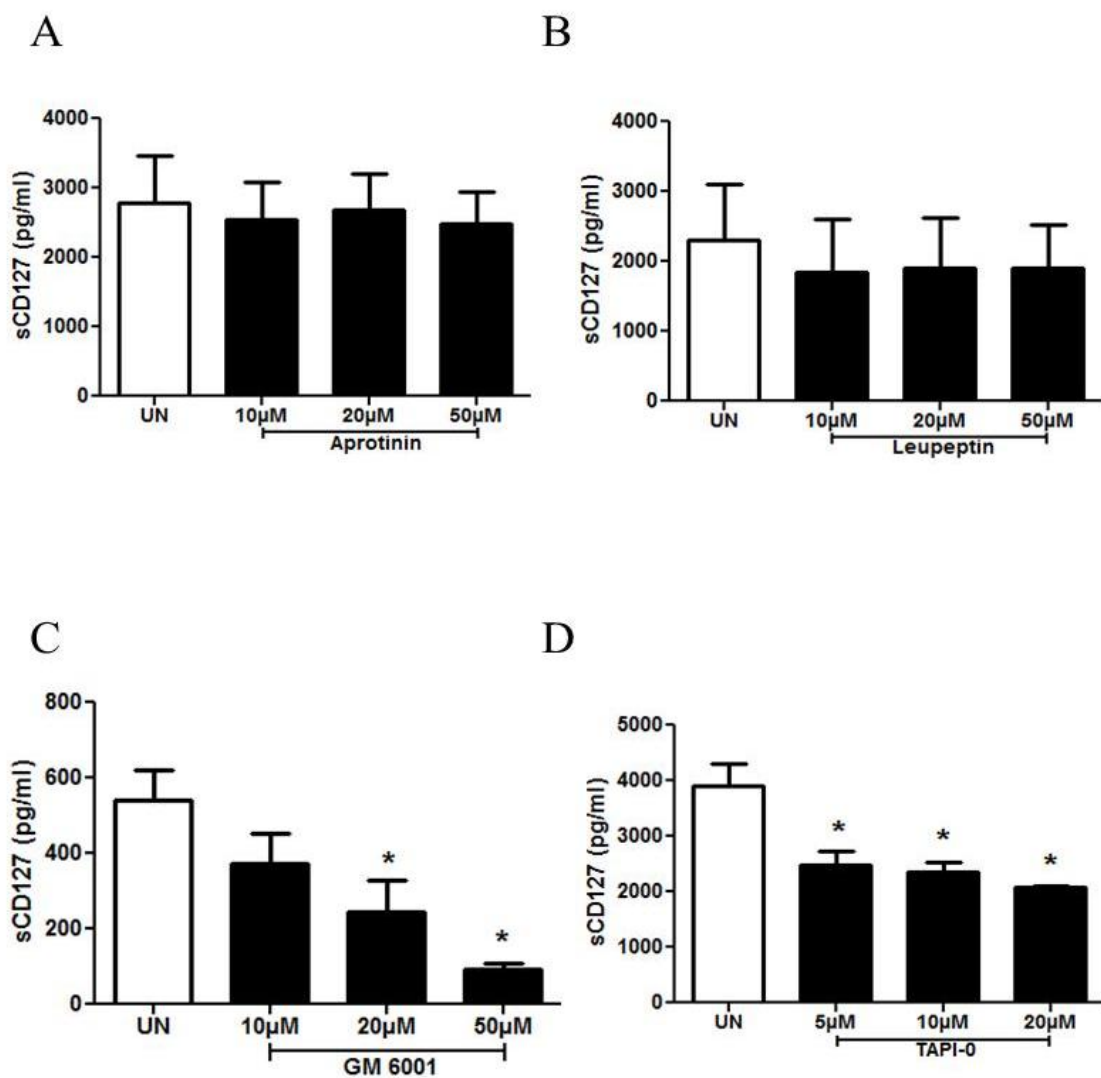 A
sCD127 (pg/ml)
4000
3000
2000
1000
0
UN 10µM 20µM 50µM
Aprotinin
B
sCD127 (pg/ml)
4000
3000
2000
1000
0
UN 10µM 20µM 50µM
Leupeptin
C
sCD127 (pg/ml)
800
600
400
200
0
* *
UN 10µM 20µM 50µM
GM 6001
D
sCD127 (pg/ml)
5000
4000
3000
2000
1000
0
* * *
UN 5µM 10µM 20µM
TAPI-0